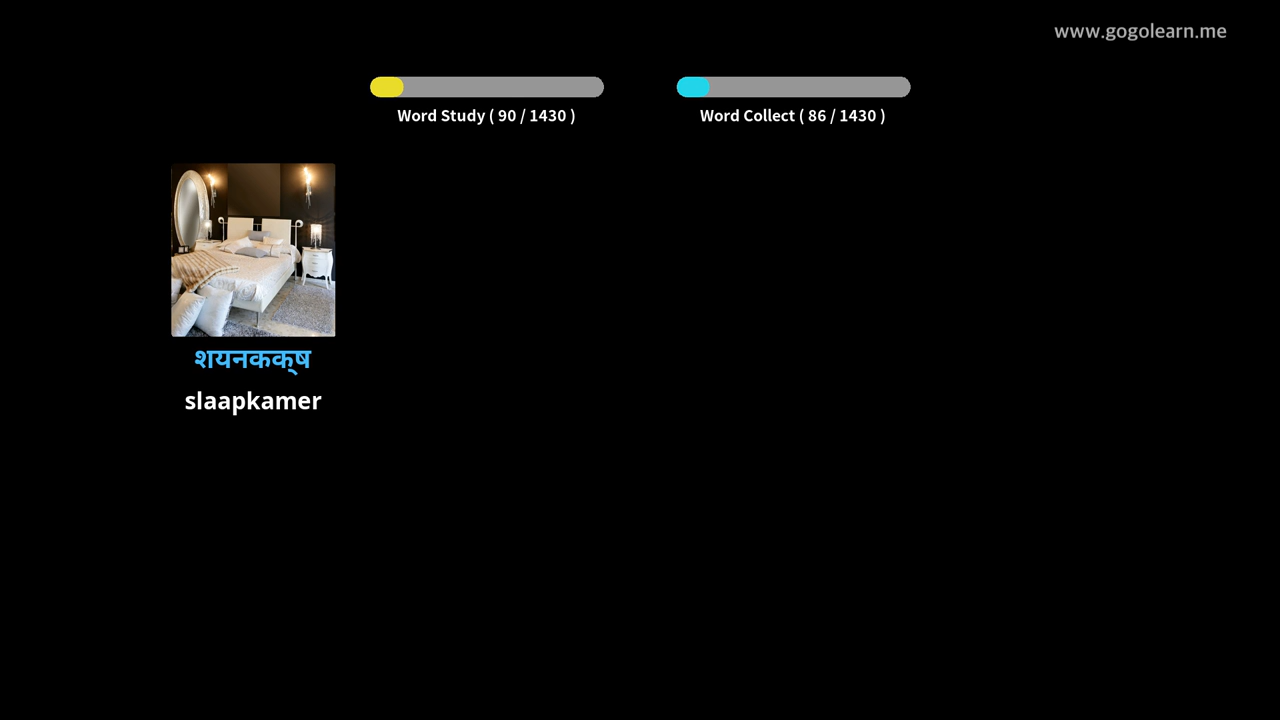 www.gogolearn.me
Word Study ( 90 / 1430 )
Word Collect ( 86 / 1430 )
शयनकक्ष
slaapkamer